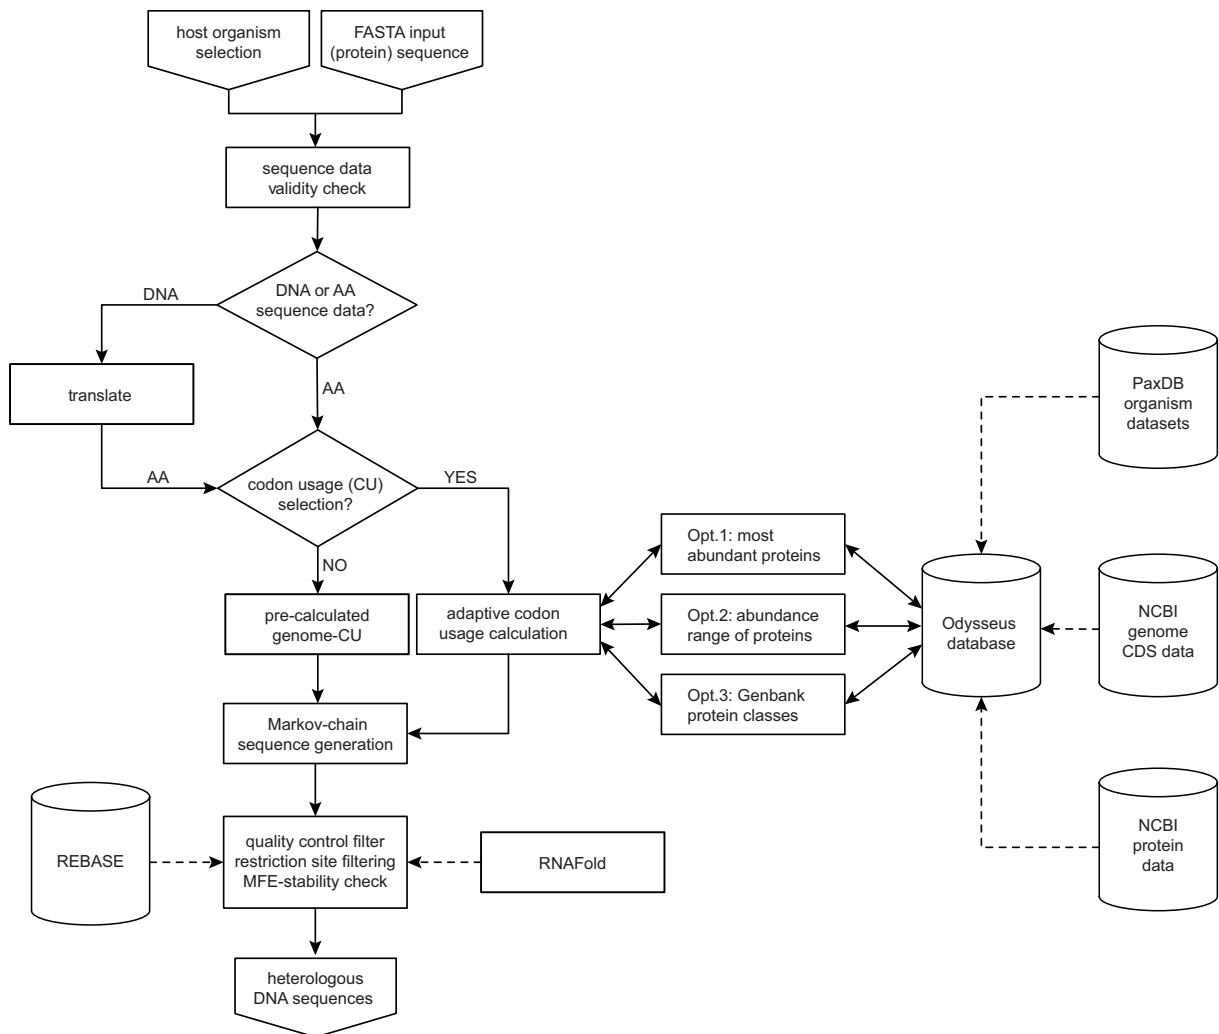 host organism
selection
FASTA input
(protein) sequence
sequence data
validity check
DNA or AA
sequence data?
DNA
translate
AA
AA
codon usage (CU)
selection?
YES
NO
pre-calculated
genome-CU
adaptive codon
usage calculation
Opt.1: most
abundant proteins
Opt.2: abundance
range of proteins
Opt.3: Genbank
protein classes
Odysseus
database
PaxDB
organism
datasets
NCBI
genome
CDS data
NCBI
protein
data
Markov-chain
sequence generation
REBASE
quality control filter
restriction site filtering
MFE-stability check
RNAFold
heterologous
DNA sequences